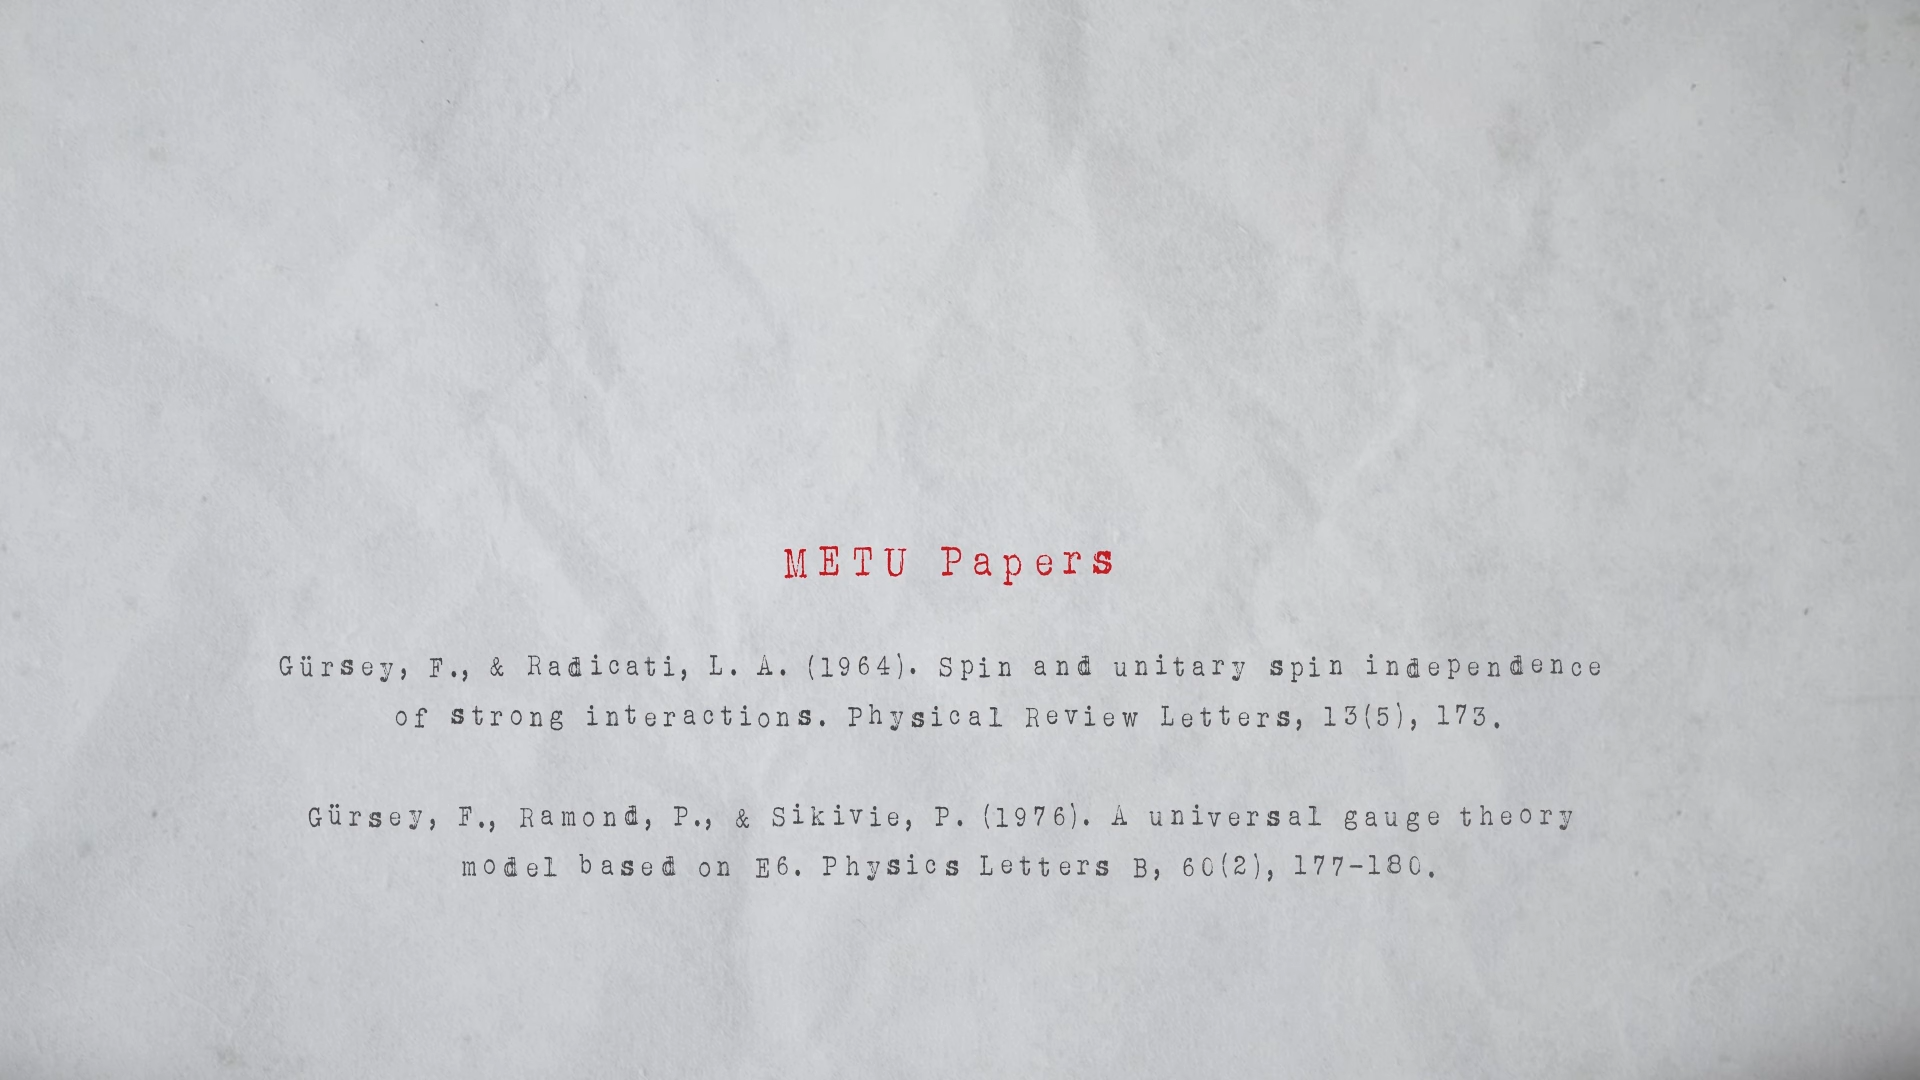 METU Papers
Gürsey, F., & Radicati, L. A. (1964). Spin and unitary spin independence
of strong interactions. Physical Review Letters, 13(5), 173.
Gürsey, F., Ramond, P., & Sikivie, P. (1976). A universal gauge theory
model based on E6. Physics Letters B, 60(2), 177-180.